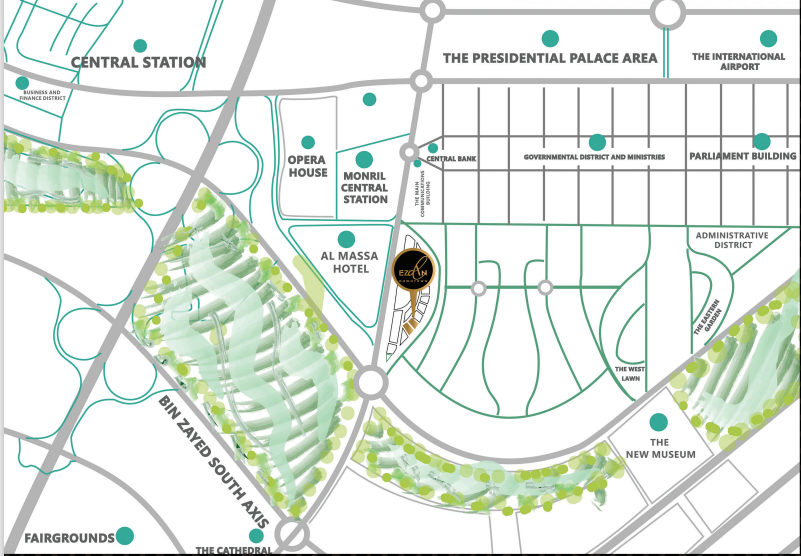 CENTRAL STATION
THE PRESIDENTIAL PALACE AREA
THE INTERNATIONAL
AIRPORT
BUSINESS AND
FINANCE DISTRICT
OPERA
HOUSE
MONRIL
CENTRAL
STATION
CENTRAL BANK
GOVERNMENTAL DISTRICT AND MINISTRIES
PARLIAMENT BUILDING
THE MAIN
COMMUNICATIONS
BUILDING
AL MASSA
HOTEL
EZDAN
ADMINISTRATIVE
DISTRICT
THE EASTERN
GARDEN
THE WEST
LAWN
BIN ZAYED SOUTH AXIS
THE
NEW MUSEUM
FAIRGROUNDS
THE CATHEDRAL